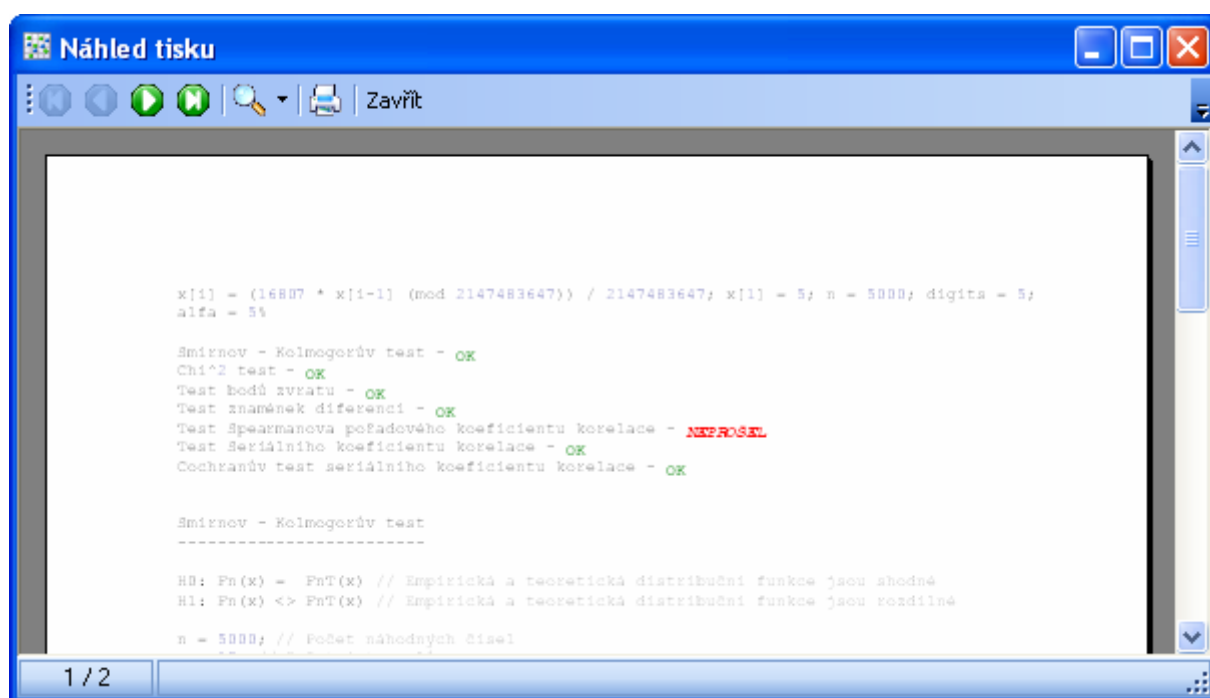 Náhled tisku
Zavřít
x[i] = (16807 * x[i-1] (mod 2147483647)) / 2147483647; x[1] = 5; n = 5000; digits = 5;
alfa = 5%
Smirnov - Kolmogorův test - OK
Chi^2 test - OK
Test bodů zvratu - OK
Test znamének diferencí - OK
Test Spearmanova pořadového koeficientu korelace - NEPROŠEL
Test Seriálního koeficientu korelace - OK
Cochranův test seriálního koeficientu korelace - OK
Smirnov - Kolmogorův test
-------------------------
H0: Fn(x) =  FnT(x) // Empirická a teoretická distribuční funkce jsou shodné
H1: Fn(x) <> FnT(x) // Empirická a teoretická distribuční funkce jsou rozdílné
n = 5000; // Počet náhodných čísel
1 / 2